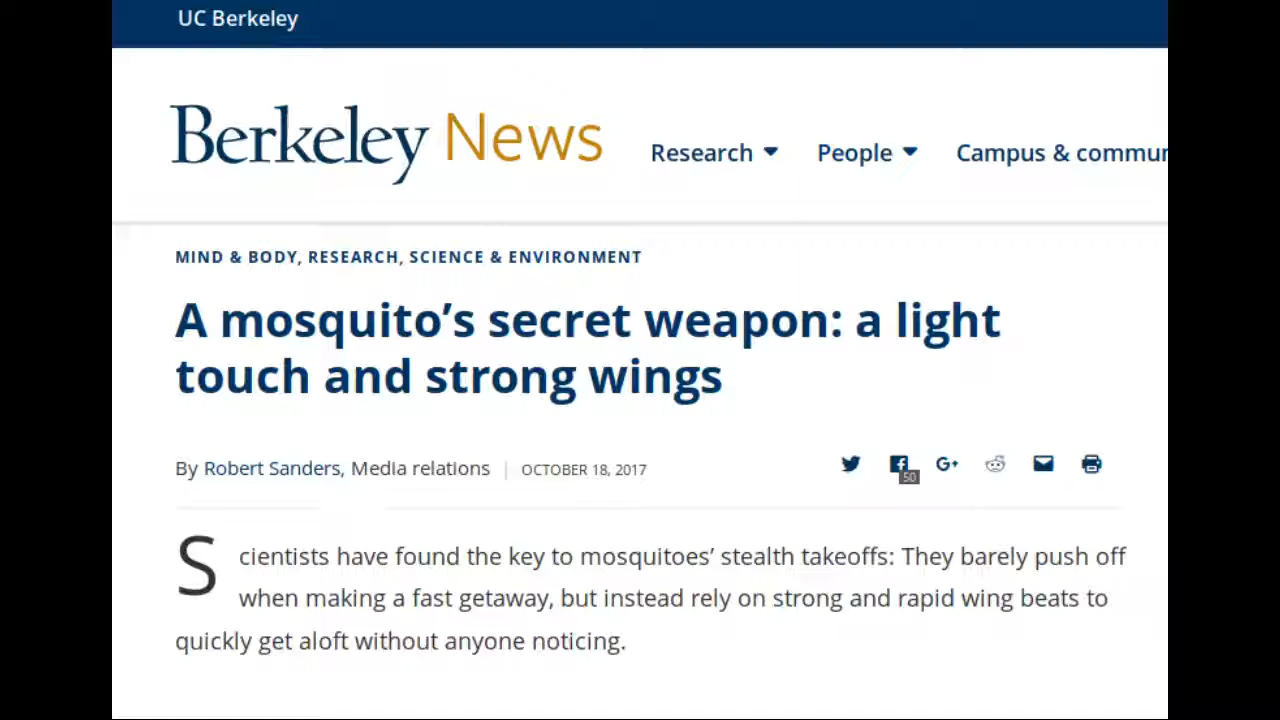 UC Berkeley
Berkeley News
Research People Campus & commun
MIND & BODY, RESEARCH, SCIENCE & ENVIRONMENT
A mosquito’s secret weapon: a light
touch and strong wings
By Robert Sanders, Media relations | OCTOBER 18, 2017
G+
50
Scientists have found the key to mosquitoes’ stealth takeoffs: They barely push off
when making a fast getaway, but instead rely on strong and rapid wing beats to
quickly get aloft without anyone noticing.